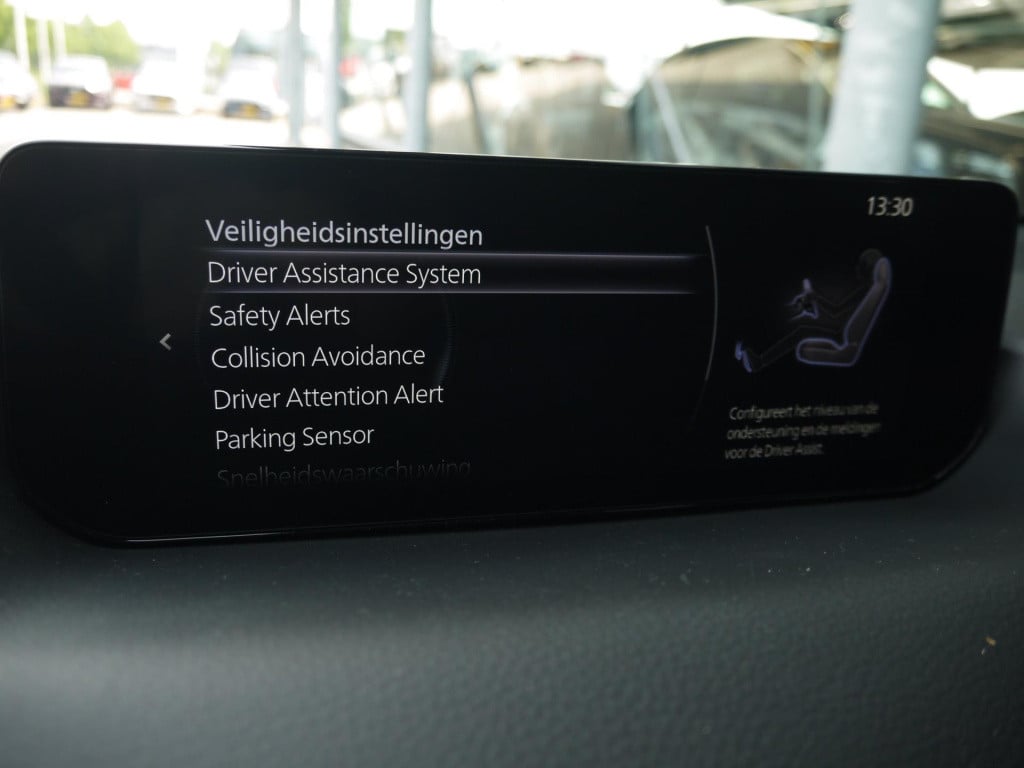 13:30
Veiligheidsinstellingen
Driver Assistance System
Safety Alerts
Collision Avoidance
Driver Attention Alert
Parking Sensor
Snelheidswaarschuwing
Configureert het niveau van de
ondersteuning en de meldingen
voor de Driver Assist.